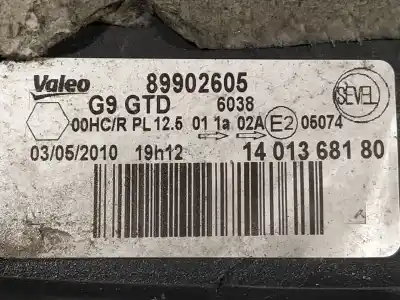 Valeo 89902605
G9 GTD 6038 SEVEL
00HC/R PL 12.5 01 1a 02A E2 05074
03/05/2010 19h12 14 013 681 80